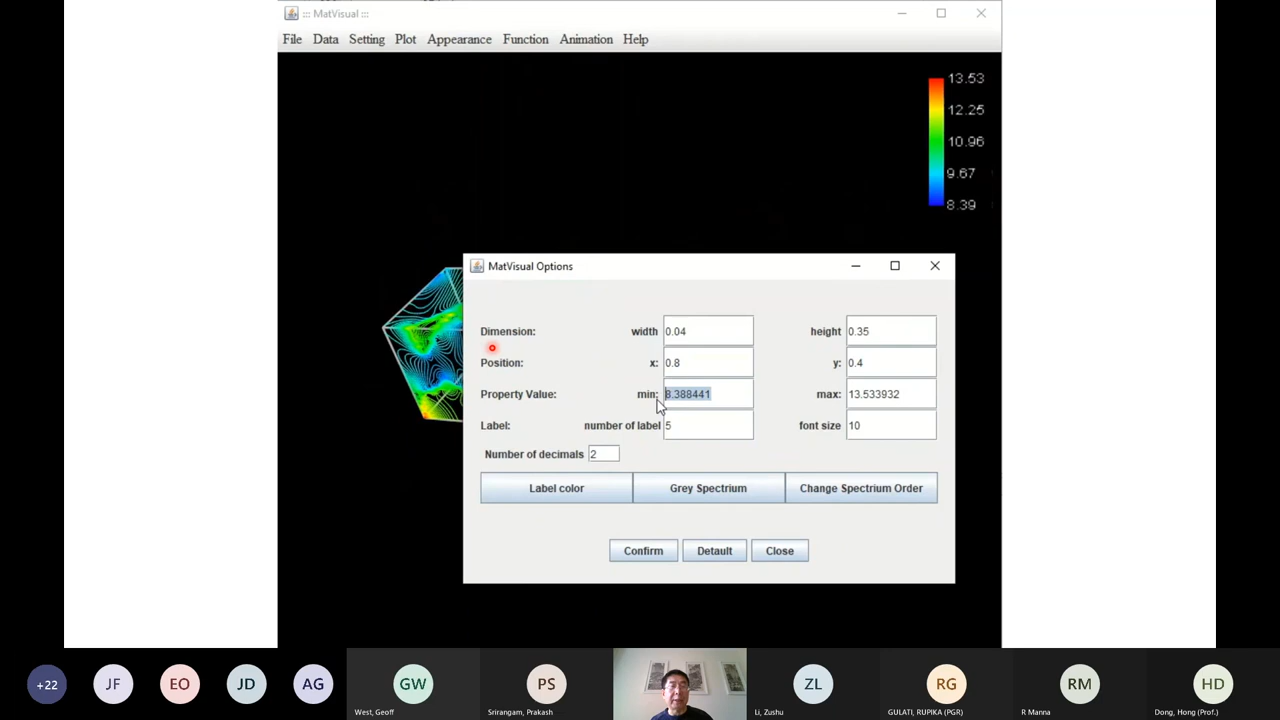 ::: MatVisual :::
File Data Setting Plot Appearance Function Animation Help
13.53
12.25
10.96
9.67
8.39
MatVisual Options
Dimension: width 0.04 height 0.35
Position: x: 0.8 y: 0.4
Property Value: min: 8.388441 max: 13.533932
Label: number of label 5 font size 10
Number of decimals 2
Label color Grey Spectrum Change Spectrum Order
Confirm Detault Close
+22 JF EO JD AG GW PS ZL RG RM HD
West, Geoff Srirangam, Prakash Li, Zushu GULATI, RUPIKA (PGR) R Manna Dong, Hong (Prof.)